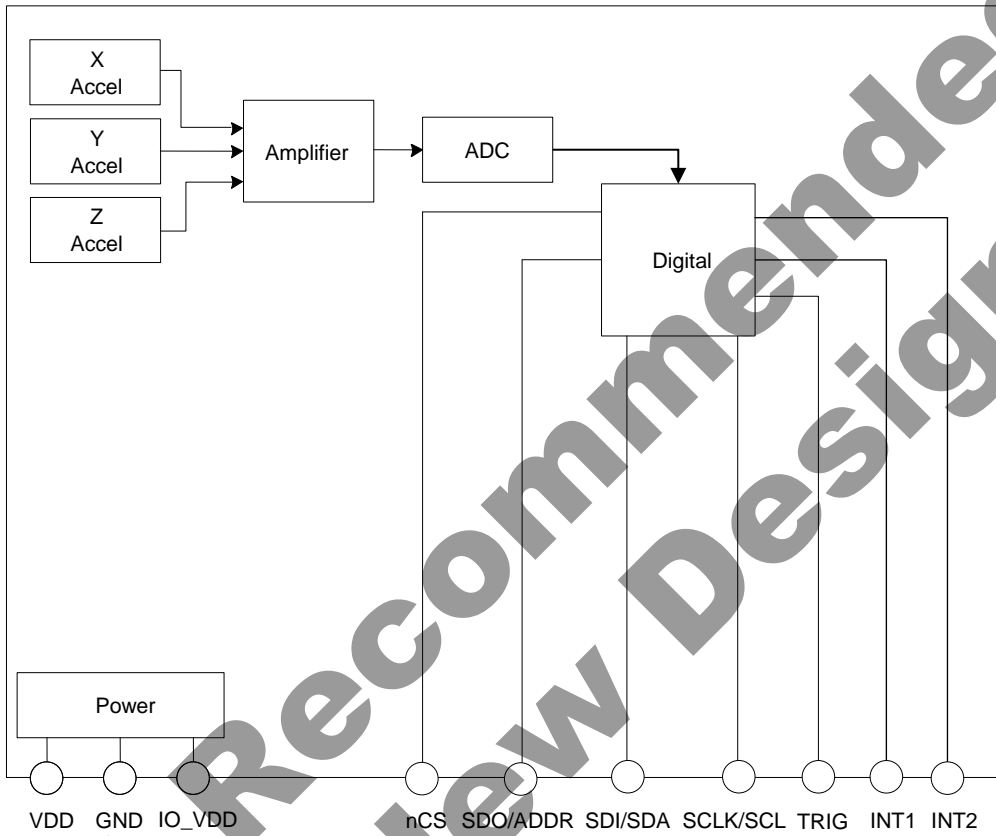 X
Accel
Y
Accel
Z
Accel
Amplifier
ADC
Digital
Power
VDD GND IO_VDD nCS SDO/ADDR SDI/SDA SCLK/SCL TRIG INT1 INT2
Recommended
Design